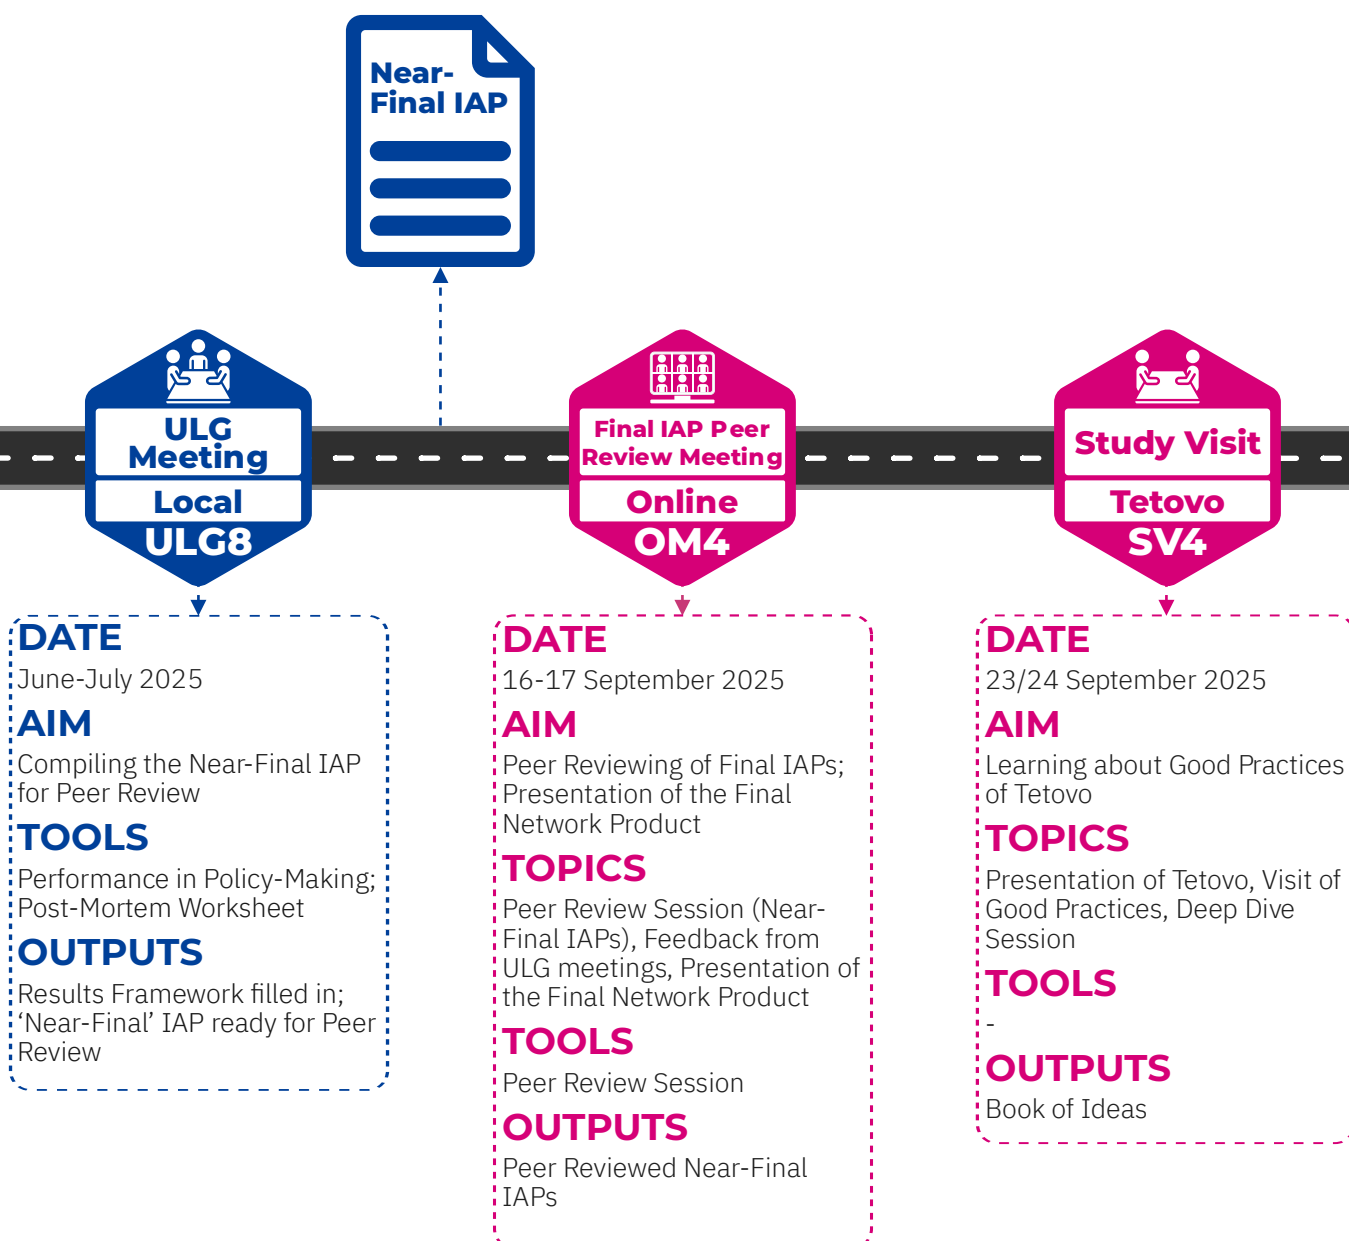 Near-
Final IAP
ULG
Meeting
Local
ULG8
DATE
June-July 2025
AIM
Compiling the Near-Final IAP
for Peer Review
TOOLS
Performance in Policy-Making;
Post-Mortem Worksheet
OUTPUTS
Results Framework filled in;
‘Near-Final’ IAP ready for Peer
Review
Final IAP Peer
Review Meeting
Online
OM4
DATE
16-17 September 2025
AIM
Peer Reviewing of Final IAPs;
Presentation of the Final
Network Product
TOPICS
Peer Review Session (Near-
Final IAPs), Feedback from
ULG meetings, Presentation of
the Final Network Product
TOOLS
Peer Review Session
OUTPUTS
Peer Reviewed Near-Final
IAPs
Study Visit
Tetovo
SV4
DATE
23/24 September 2025
AIM
Learning about Good Practices
of Tetovo
TOPICS
Presentation of Tetovo, Visit of
Good Practices, Deep Dive
Session
TOOLS
-
OUTPUTS
Book of Ideas